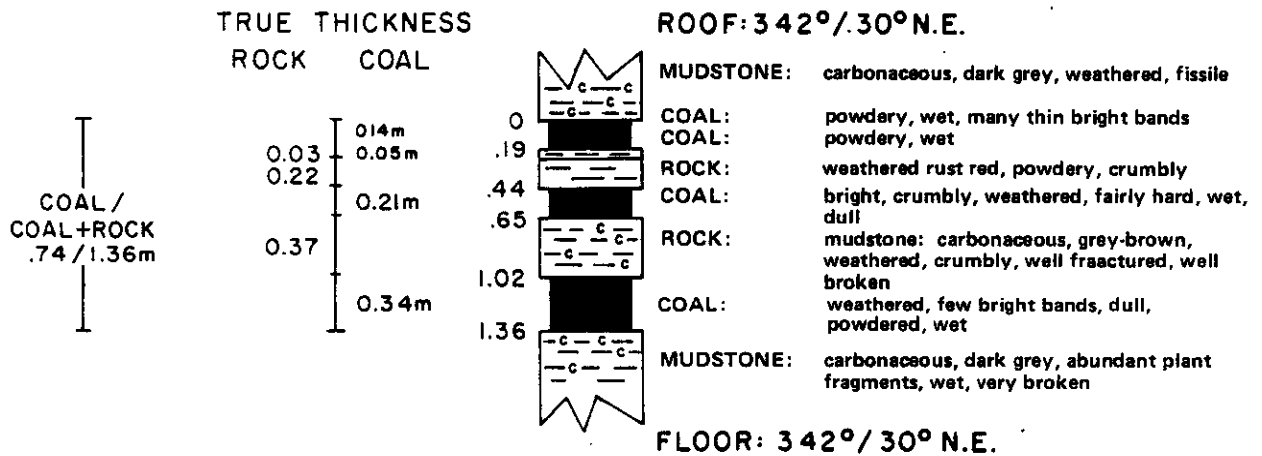 TRUE THICKNESS
ROCK COAL
ROOF: 342°/.30° N.E.
MUDSTONE: carbonaceous, dark grey, weathered, fissile
0
COAL: powdery, wet, many thin bright bands
014m
COAL: powdery, wet
0.03 0.05m .19
ROCK: weathered rust red, powdery, crumbly
0.22
.44
COAL: bright, crumbly, weathered, fairly hard, wet,
dull
0.21m
.65
COAL/
COAL+ROCK
.74/1.36m
0.37
ROCK: mudstone: carbonaceous, grey-brown,
weathered, crumbly, well fraactured, well
broken
1.02
0.34m
COAL: weathered, few bright bands, dull,
powdered, wet
1.36
MUDSTONE: carbonaceous, dark grey, abundant plant
fragments, wet, very broken
C C
C
C C
C
C
C
C C
C
C
FLOOR: 342°/30° N.E.